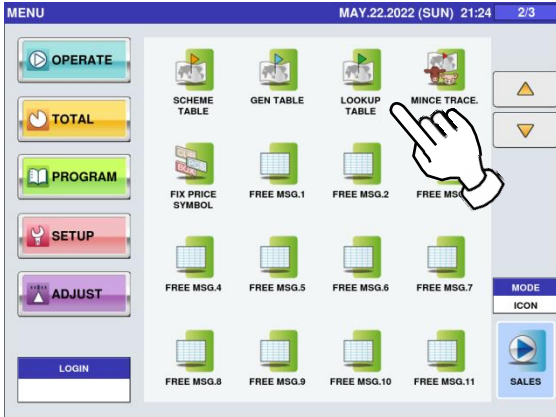 MENU
MAY.22.2022 (SUN) 21:24
2/3
OPERATE
TOTAL
PROGRAM
SETUP
ADJUST
LOGIN
SCHEME
TABLE
GEN TABLE
LOOKUP
TABLE
MINCE TRACE.
FIX PRICE
SYMBOL
FREE MSG.1
FREE MSG.2
FREE MSG
FREE MSG.4
FREE MSG.5
FREE MSG.6
FREE MSG.7
FREE MSG.8
FREE MSG.9
FREE MSG.10
FREE MSG.11
MODE
ICON
SALES